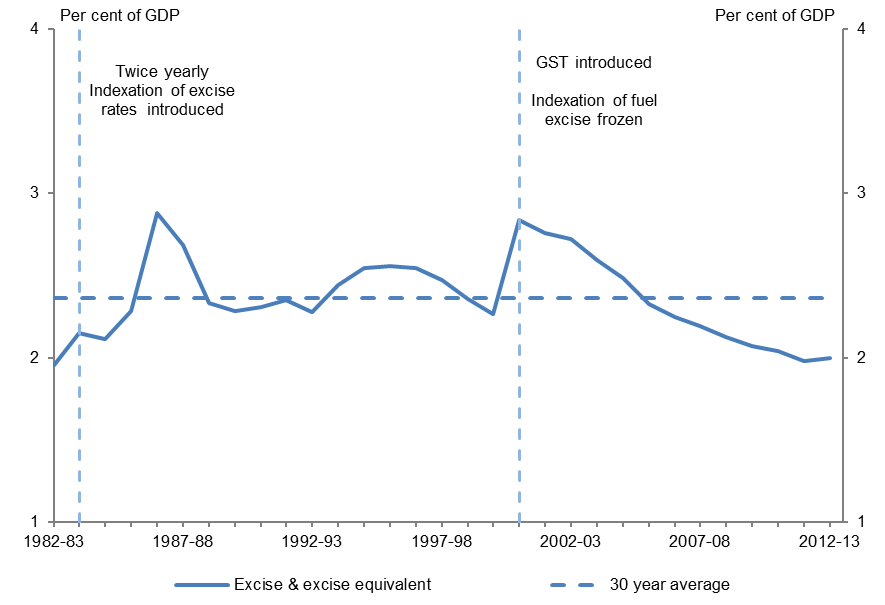 Per cent of GDP
Per cent of GDP
4
4
Twice yearly
Indexation of excise
rates introduced
GST introduced
Indexation of fuel
excise frozen
3
3
2
2
1
1
1982-83
1987-88
1992-93
1997-98
2002-03
2007-08
2012-13
Excise & excise equivalent
30 year average